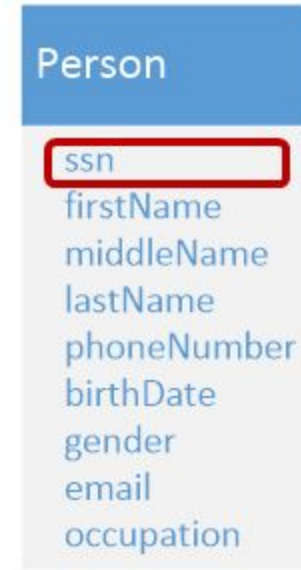 Person
ssn
firstName
middleName
lastName
phoneNumber
birthDate
gender
email
occupation